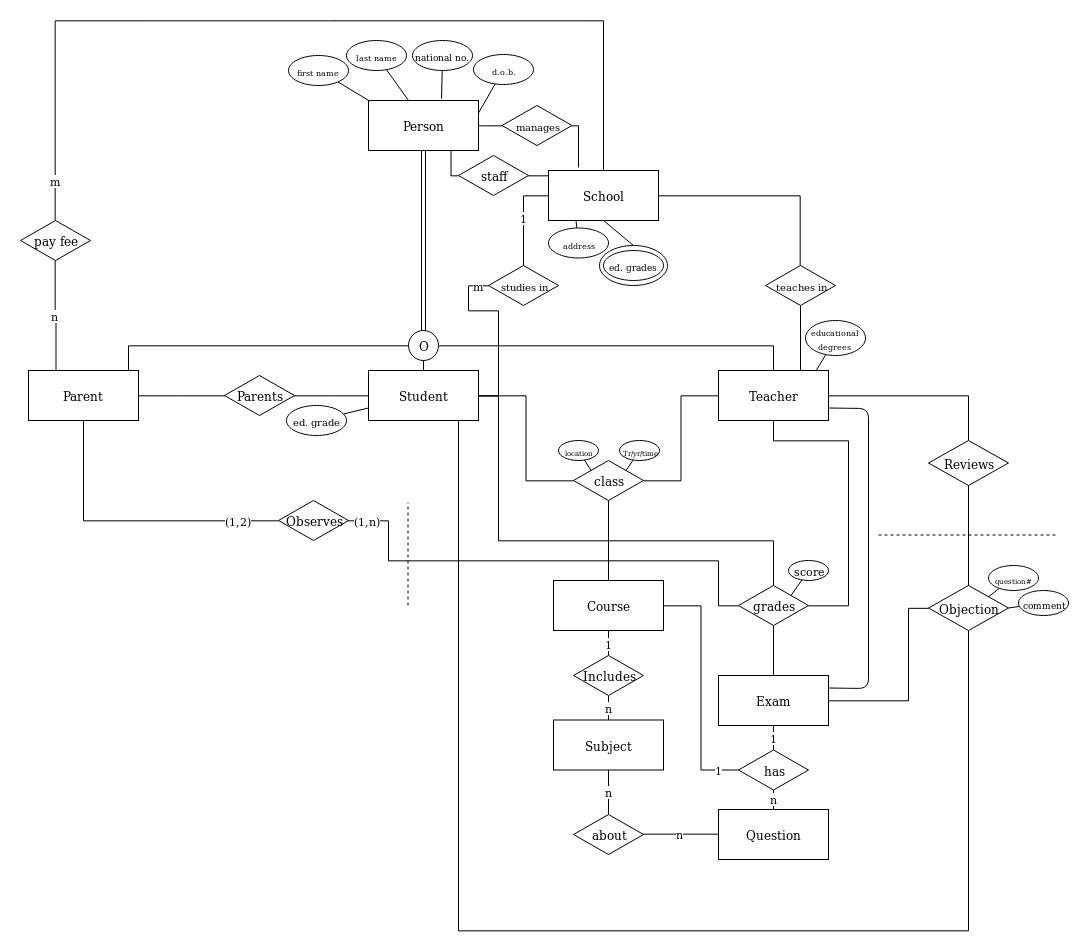 first name
last name
national no.
d.o.b.
Person
manages
staff
School
m
1
pay fee
address
ed. grades
m
studies in
teaches in
n
educational
degrees
O
Parent
Parents
Student
Teacher
ed. grade
location
Tr/yr/time
class
Reviews
(1,2)
Observes
(1,n)
score
question#
comment
Course
grades
Objection
1
Includes
n
Exam
Subject
1
1
has
n
n
about
n
Question